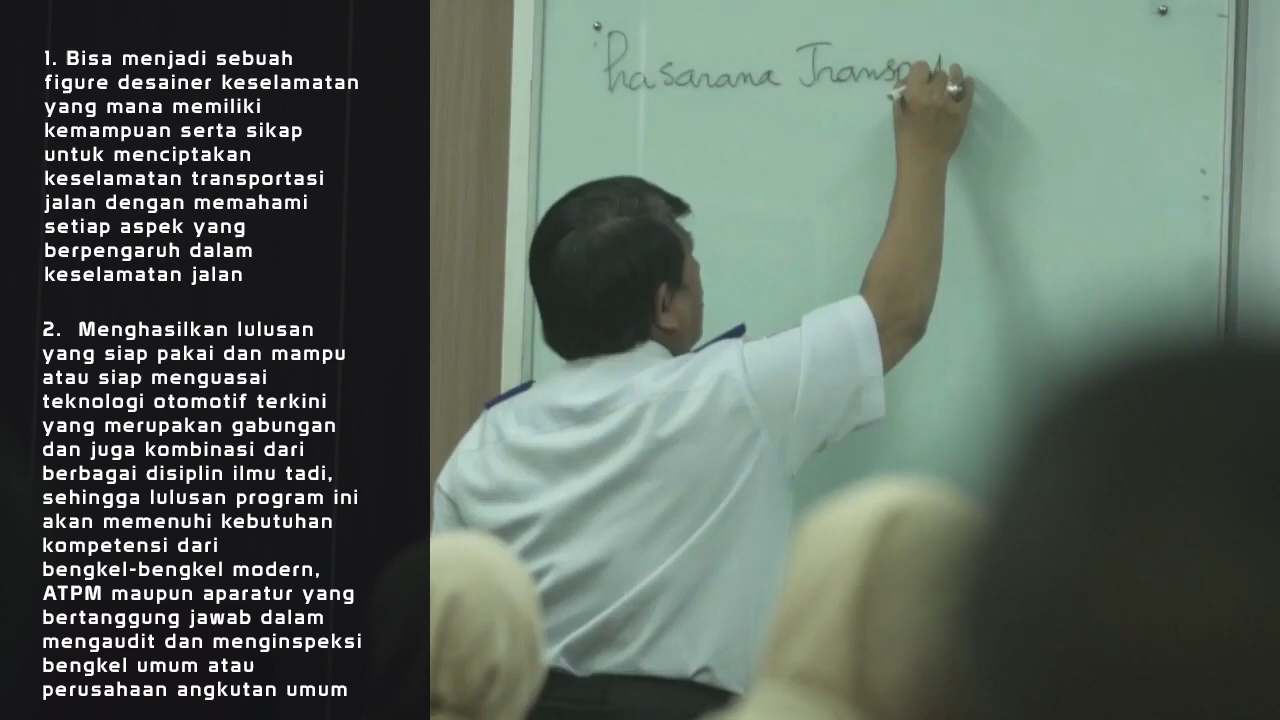 1. Bisa menjadi sebuah
figure desainer keselamatan
yang mana memiliki
kemampuan serta sikap
untuk menciptakan
keselamatan transportasi
jalan dengan memahami
setiap aspek yang
berpengaruh dalam
keselamatan jalan
2. Menghasilkan lulusan
yang siap pakai dan mampu
atau siap menguasai
teknologi otomotif terkini
yang merupakan gabungan
dan juga kombinasi dari
berbagai disiplin ilmu tadi,
sehingga lulusan program ini
akan memenuhi kebutuhan
kompetensi dari
bengkel-bengkel modern,
ATPM maupun aparatur yang
bertanggung jawab dalam
mengaudit dan menginspeksi
bengkel umum atau
perusahaan angkutan umum
Prasarana